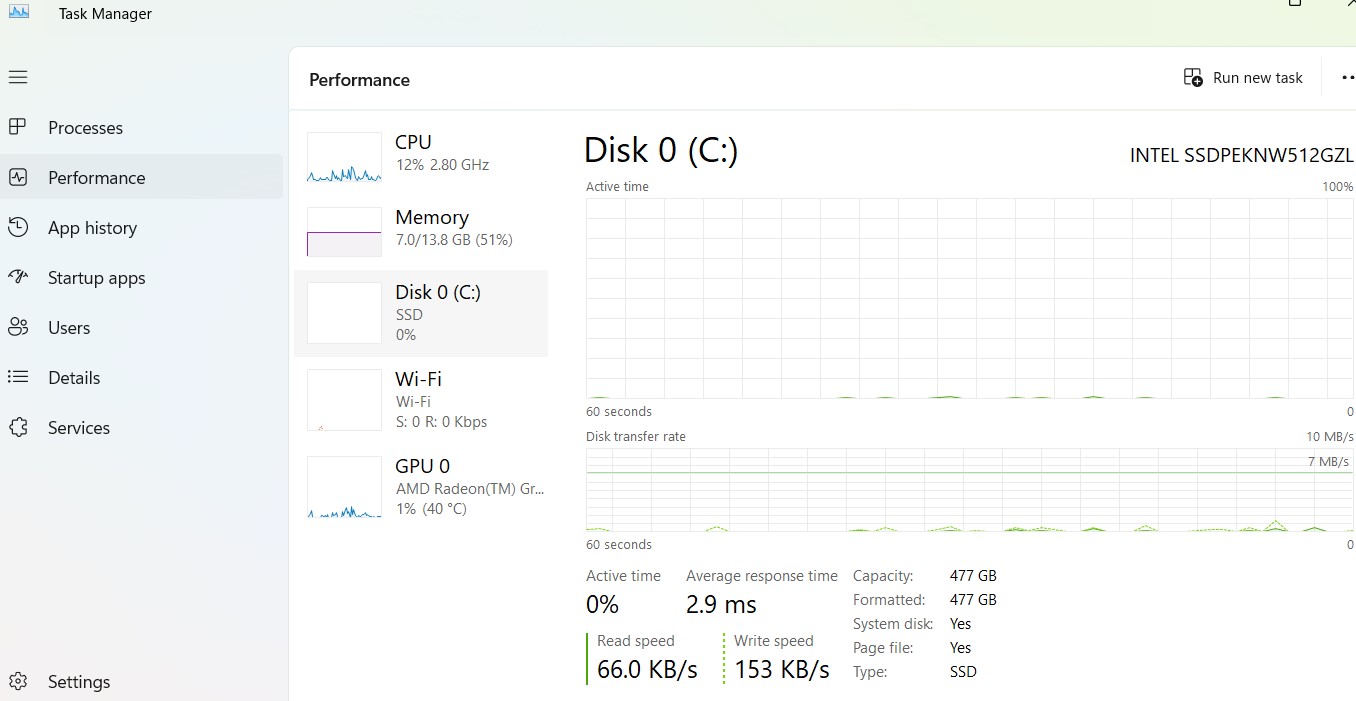 Task Manager
Performance
Run new task
Processes
Performance
App history
Startup apps
Users
Details
Services
Settings
CPU
12% 2.80 GHz
Memory
7.0/13.8 GB (51%)
Disk 0 (C:)
SSD
0%
Wi-Fi
Wi-Fi
S: 0 R: 0 Kbps
GPU 0
AMD Radeon(TM) Gr...
1% (40 °C)
Disk 0 (C:) INTEL SSDPEKNW512GZL
Active time 100%
60 seconds 0
Disk transfer rate 10 MB/s
7 MB/s
60 seconds 0
Active time Average response time
0% 2.9 ms
Read speed Write speed
66.0 KB/s 153 KB/s
Capacity: 477 GB
Formatted: 477 GB
System disk: Yes
Page file: Yes
Type: SSD